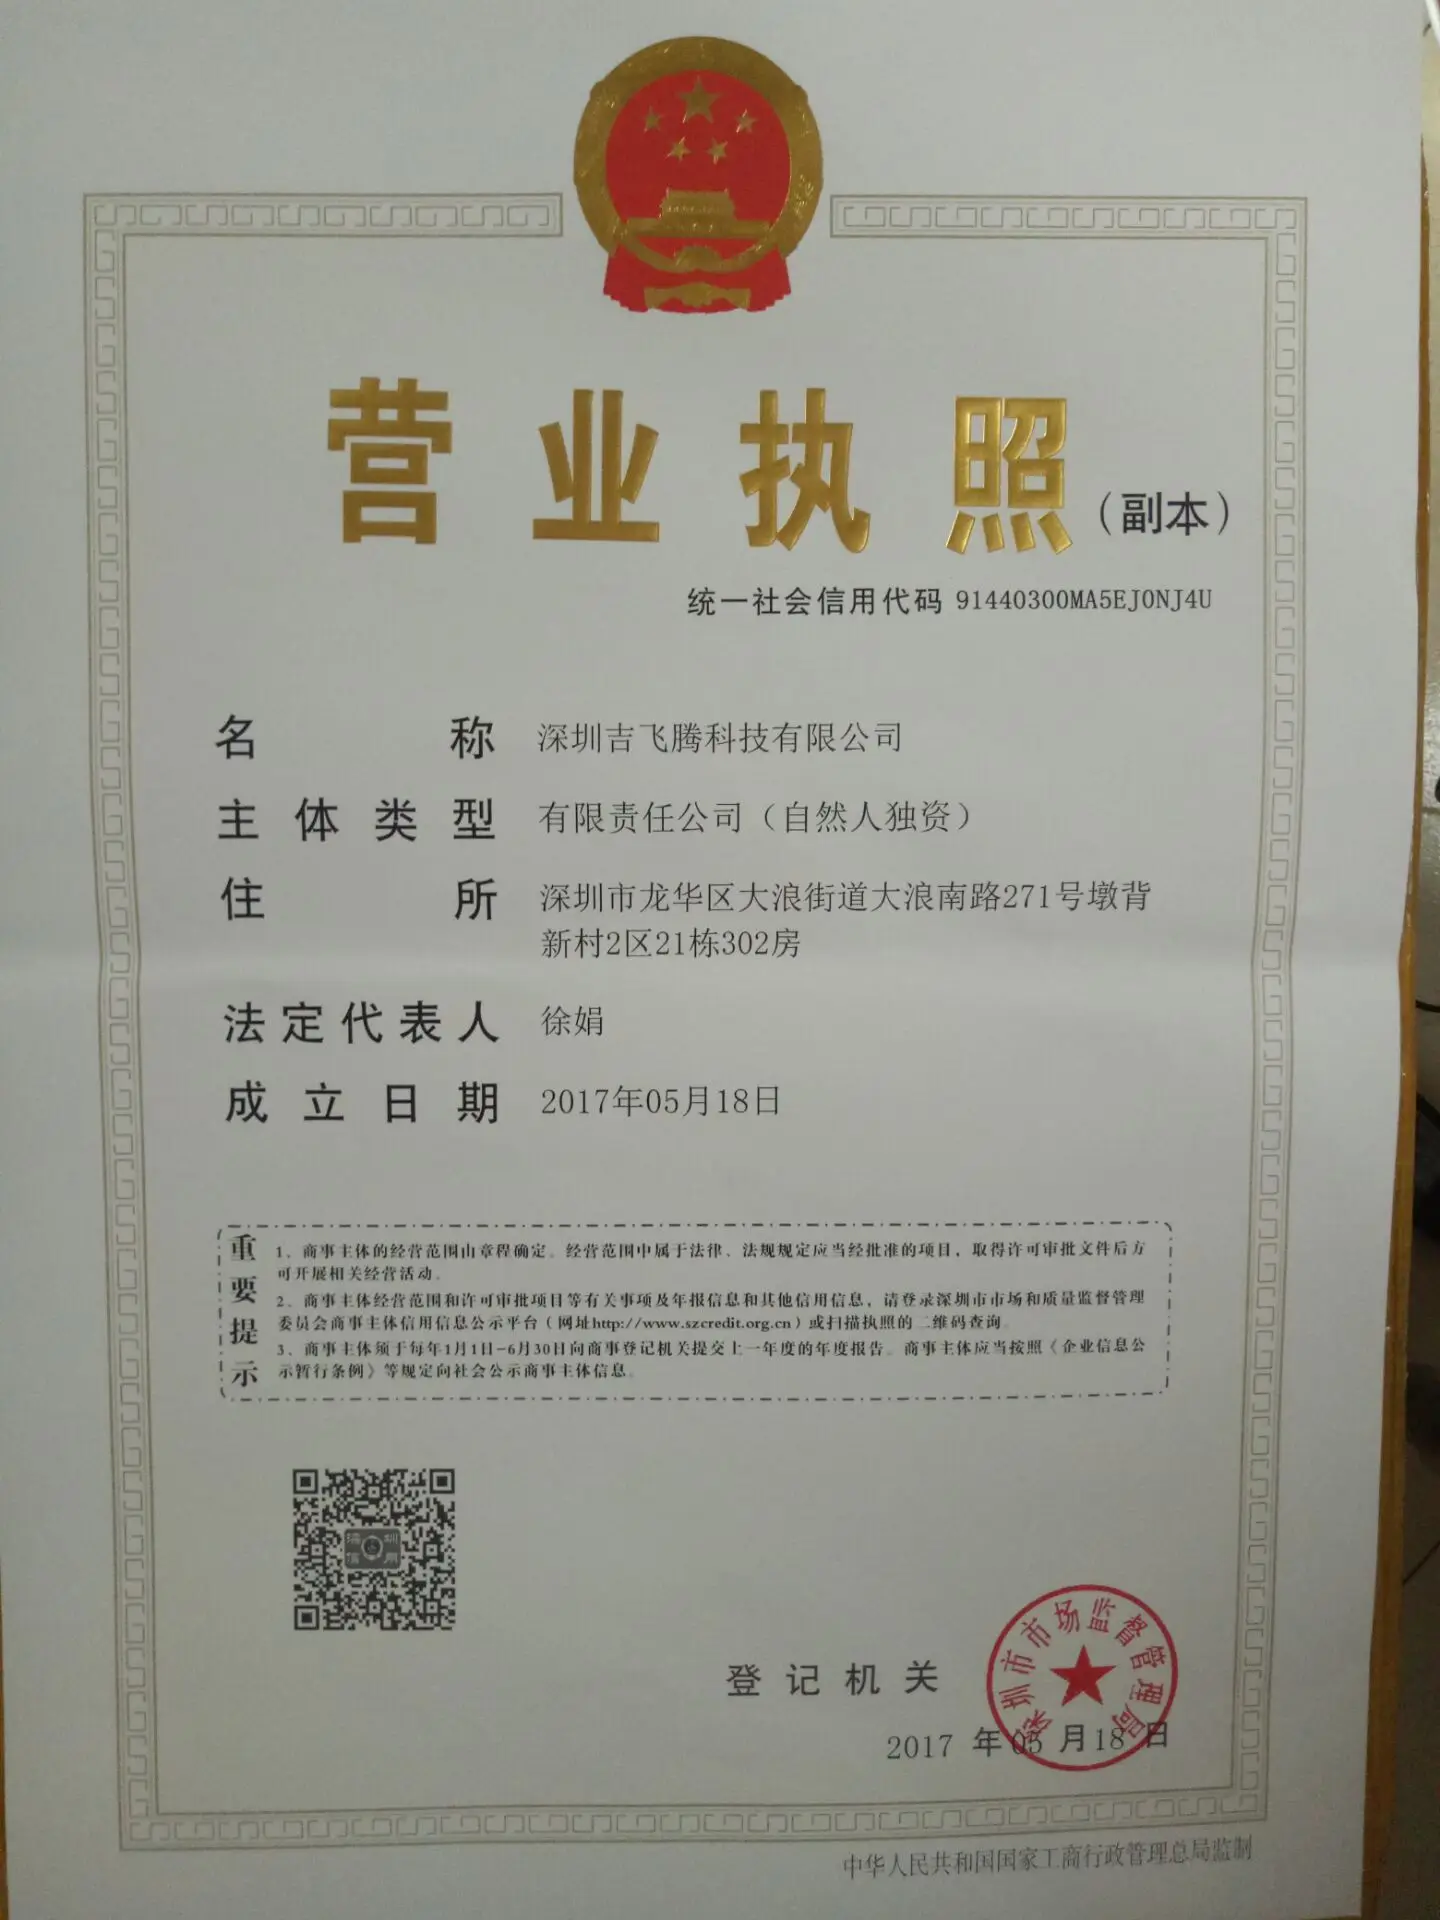 营业执照（副本）
统一社会信用代码 91440300MA5EJ0NJ4U
名称 深圳吉飞腾科技有限公司
主体类型 有限责任公司（自然人独资）
住所 深圳市龙华区大浪街道大浪南路271号墩背
新村2区21栋302房
法定代表人 徐娟
成立日期 2017年05月18日
重要提示
1、商事主体的经营范围由章程确定。经营范围中属于法律、法规规定应当经批准的项目，取得许可审批文件后方
可开展相关经营活动。
2、商事主体经营范围和许可审批项目等有关事项及年报信息和其他信用信息，请登录深圳市市场和质量监督管理
委员会商事主体信用信息公示平台（网址http://www.szcredit.org.cn）或扫描执照的二维码查询。
3、商事主体须于每年1月1日-6月30日向商事登记机关提交上一年度的年度报告。商事主体应当按照《企业信息公
示暂行条例》等规定向社会公示商事主体信息。
深圳
信用
登记机关
深圳市市场监督管理局
2017 年 05 月 18 日
中华人民共和国国家工商行政管理总局监制